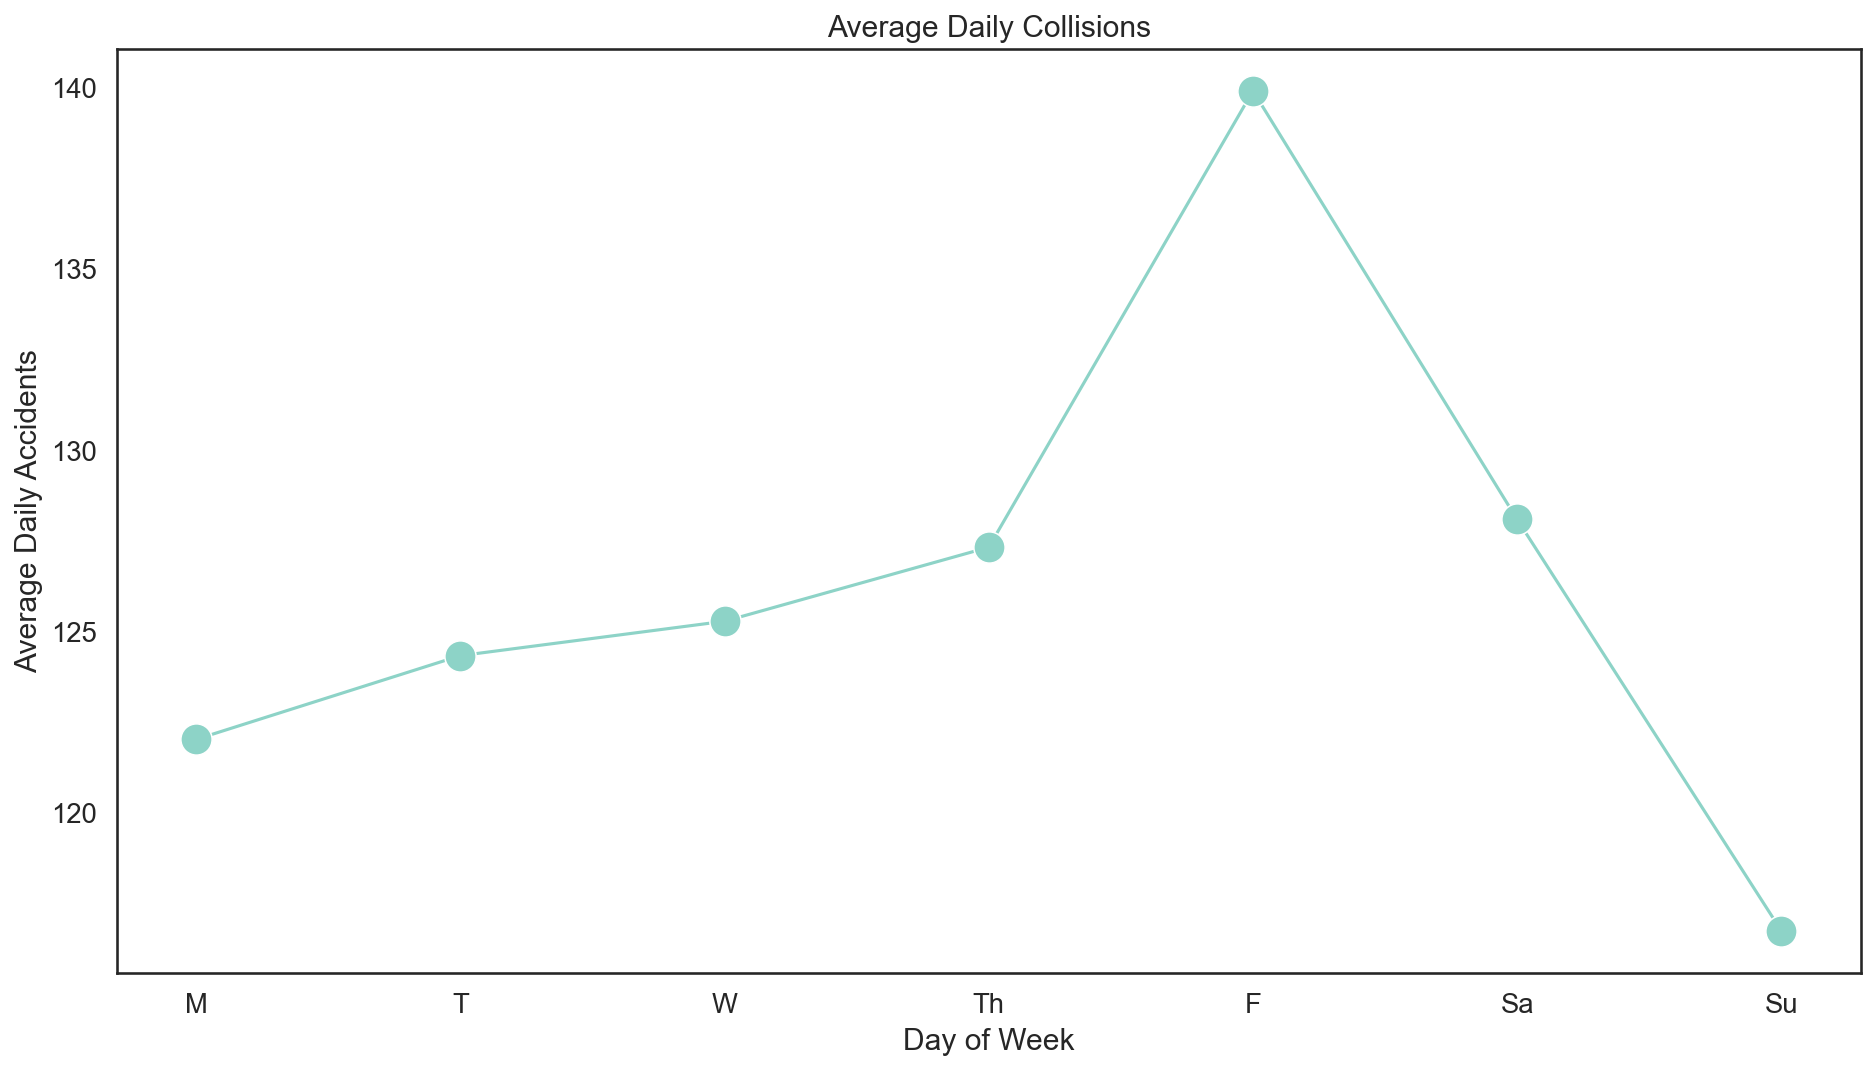 Average Daily Collisions
140
135
130
125
120
Average Daily Accidents
M T W Th F Sa Su
Day of Week